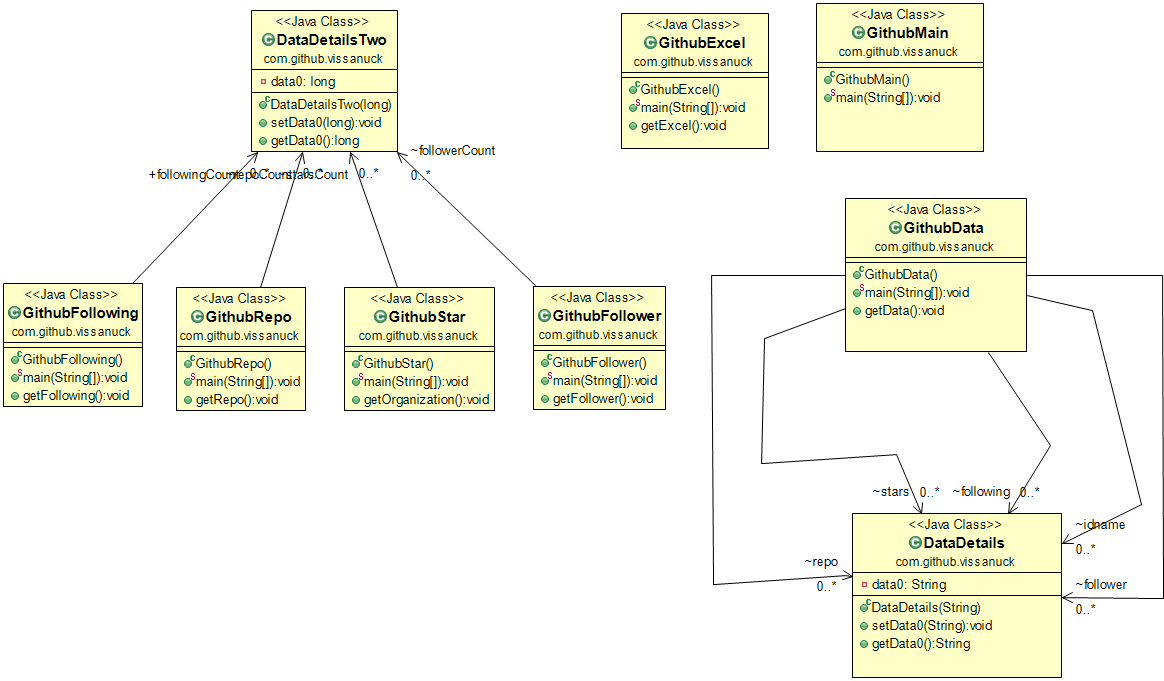 <<Java Class>>
DataDetailsTwo
com.github.vissanuck
data0: long
DataDetailsTwo(long)
setData0(long):void
getData0():long
<<Java Class>>
GithubExcel
com.github.vissanuck
GithubExcel()
main(String[]):void
getExcel():void
<<Java Class>>
GithubMain
com.github.vissanuck
GithubMain()
main(String[]):void
+followingCount
0..*
~repoCount
0..*
~starsCount
0..*
~followerCount
0..*
<<Java Class>>
GithubFollowing
com.github.vissanuck
GithubFollowing()
main(String[]):void
getFollowing():void
<<Java Class>>
GithubRepo
com.github.vissanuck
GithubRepo()
main(String[]):void
getRepo():void
<<Java Class>>
GithubStar
com.github.vissanuck
GithubStar()
main(String[]):void
getOrganization():void
<<Java Class>>
GithubFollower
com.github.vissanuck
GithubFollower()
main(String[]):void
getFollower():void
<<Java Class>>
GithubData
com.github.vissanuck
GithubData()
main(String[]):void
getData():void
~stars
0..*
~following
0..*
~idname
0..*
~repo
0..*
~follower
0..*
<<Java Class>>
DataDetails
com.github.vissanuck
data0: String
DataDetails(String)
setData0(String):void
getData0():String